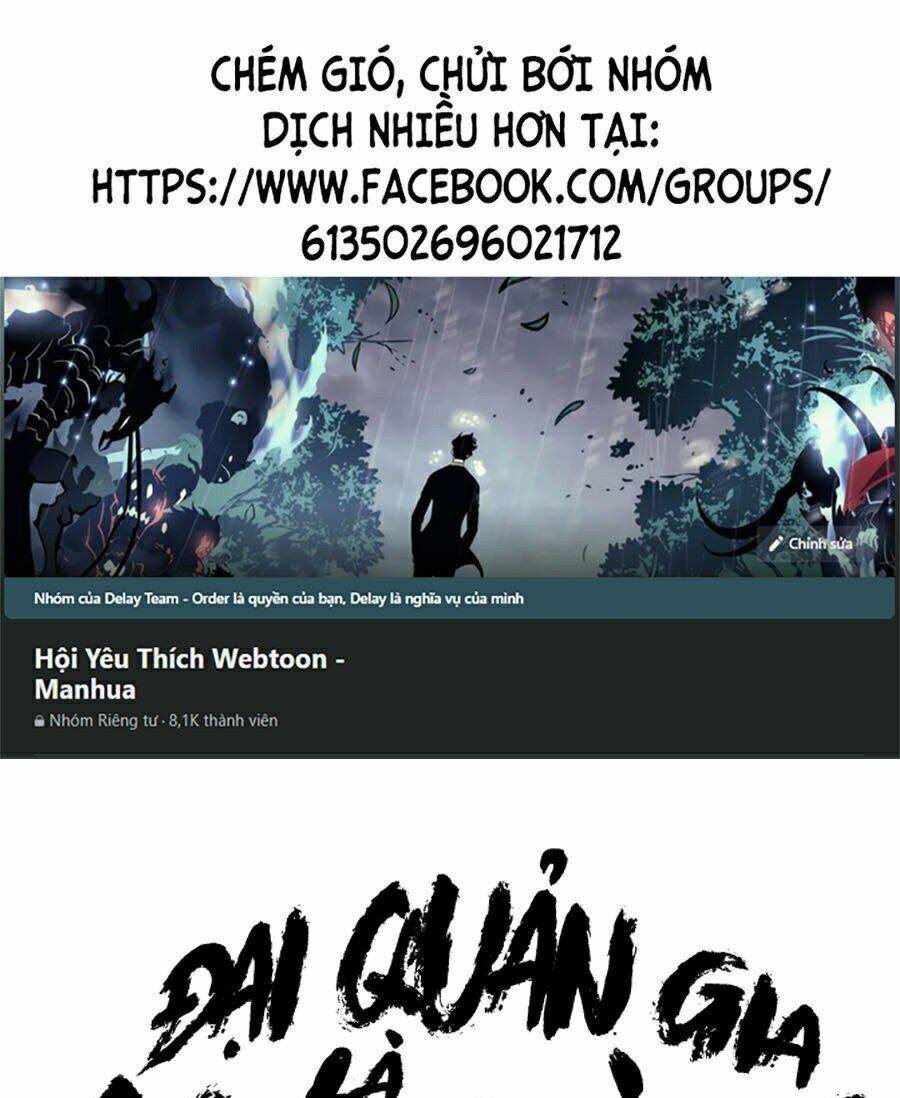 CHÉM GIÓ, CHỬI BỚI NHÓM
DỊCH NHIỀU HƠN TẠI:
HTTPS://WWW.FACEBOOK.COM/GROUPS/
613502696021712
Chỉnh sửa
Nhóm của Delay Team - Order là quyền của bạn, Delay là nghĩa vụ của mình
Hội Yêu Thích Webtoon -
Manhua
Nhóm Riêng tư · 8,1K thành viên
ĐẠI QUẢN GIA
LÀ